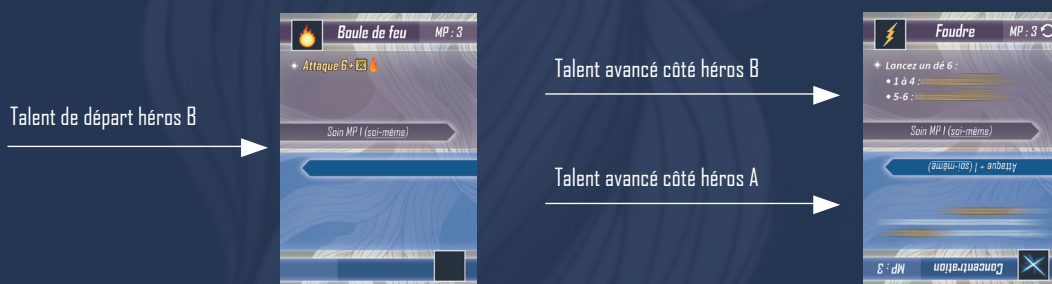 Talent de départ héros B
Boule de feu MP : 3
Attaque 6 +
Soin MP 1 (soi-même)
Talent avancé côté héros B
Talent avancé côté héros A
Foudre MP : 3
Lancez un dé 6 :
• 1 à 4 :
• 5-6 :
Soin MP 1 (soi-même)
Attaque + 1 (soi-même)
Concentration MP : 3